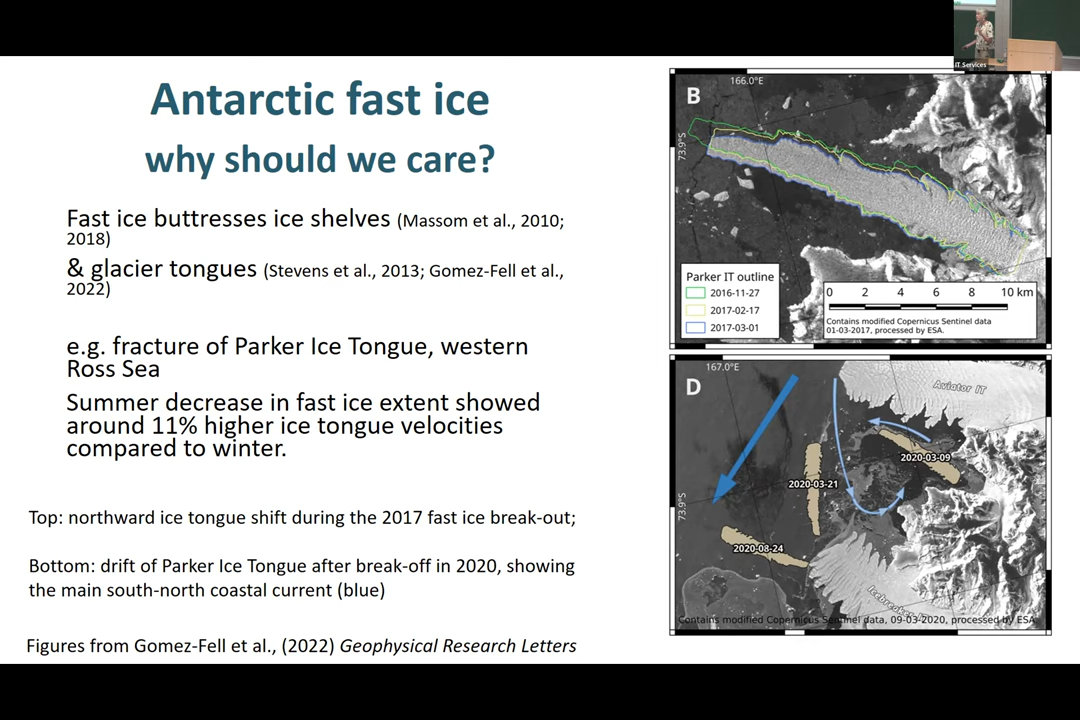 Antarctic fast ice
why should we care?
Fast ice buttresses ice shelves (Massom et al., 2010;
2018)
& glacier tongues (Stevens et al., 2013; Gomez-Fell et al.,
2022)
e.g. fracture of Parker Ice Tongue, western
Ross Sea
Summer decrease in fast ice extent showed
around 11% higher ice tongue velocities
compared to winter.
Top: northward ice tongue shift during the 2017 fast ice break-out;
Bottom: drift of Parker Ice Tongue after break-off in 2020, showing
the main south-north coastal current (blue)
Figures from Gomez-Fell et al., (2022) Geophysical Research Letters
IT Services
166.0°E
B
73.9°S
Parker IT outline
2016-11-27
2017-02-17
2017-03-01
0 2 4 6 8 10 km
Contains modified Copernicus Sentinel data
01-03-2017, processed by ESA.
167.0°E
D
Aviator IT
73.9°S
2020-03-09
2020-03-21
2020-08-24
Contains modified Copernicus Sentinel data, 09-03-2020, processed by ESA.